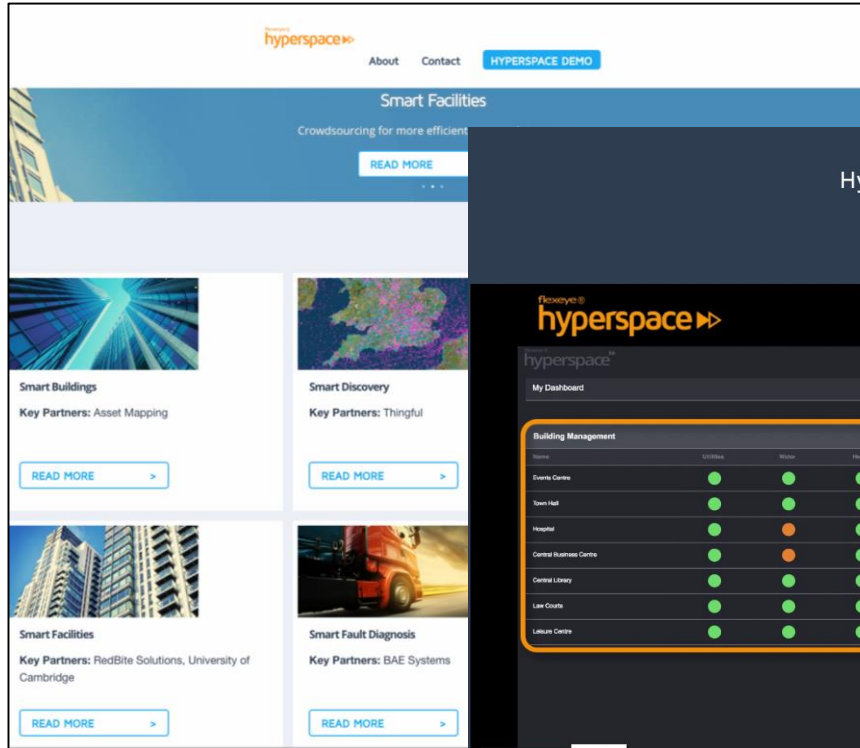 flexeye®
hyperspace
About Contact HYPERSPACE DEMO
Smart Facilities
Crowdsourcing for more efficient
READ MORE
Smart Buildings
Key Partners: Asset Mapping
READ MORE >
Smart Discovery
Key Partners: Thingful
READ MORE >
Smart Facilities
Key Partners: RedBite Solutions, University of
Cambridge
READ MORE >
Smart Fault Diagnosis
Key Partners: BAE Systems
READ MORE >
Hy
flexeye®
hyperspace
hyperspace
My Dashboard
Building Management
Name Utilities Water He
Events Centre
Town Hall
Hospital
Central Business Centre
Central Library
Law Courts
Leisure Centre